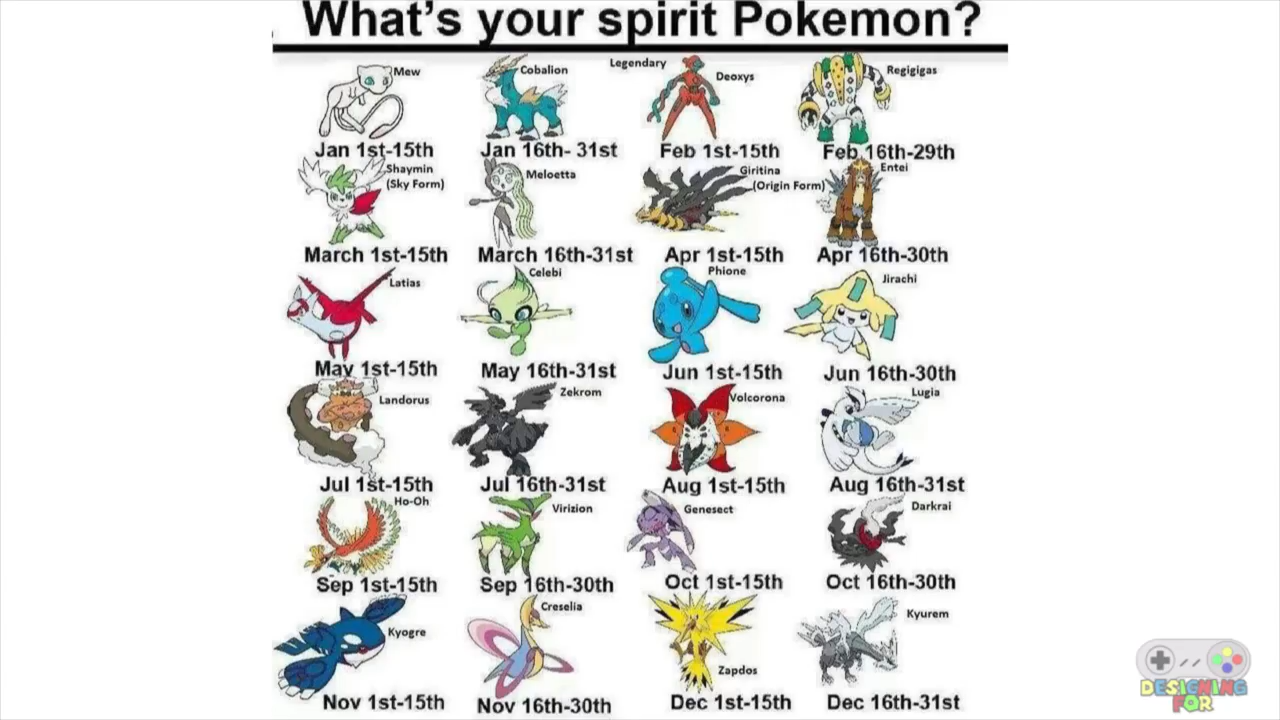 What's your spirit Pokemon?
Mew
Cobalion
Legendary
Deoxys
Regigigas
Jan 1st-15th
Jan 16th- 31st
Feb 1st-15th
Feb 16th-29th
Shaymin
(Sky Form)
Meloetta
Giritina
(Origin Form)
Entei
March 1st-15th
March 16th-31st
Apr 1st-15th
Apr 16th-30th
Latias
Celebi
Phione
Jirachi
May 1st-15th
May 16th-31st
Jun 1st-15th
Jun 16th-30th
Landorus
Zekrom
Volcorona
Lugia
Jul 1st-15th
Jul 16th-31st
Aug 1st-15th
Aug 16th-31st
Ho-Oh
Virizion
Genesect
Darkrai
Sep 1st-15th
Sep 16th-30th
Oct 1st-15th
Oct 16th-30th
Kyogre
Creselia
Zapdos
Kyurem
Nov 1st-15th
Nov 16th-30th
Dec 1st-15th
Dec 16th-31st
DESIGNING
FOR